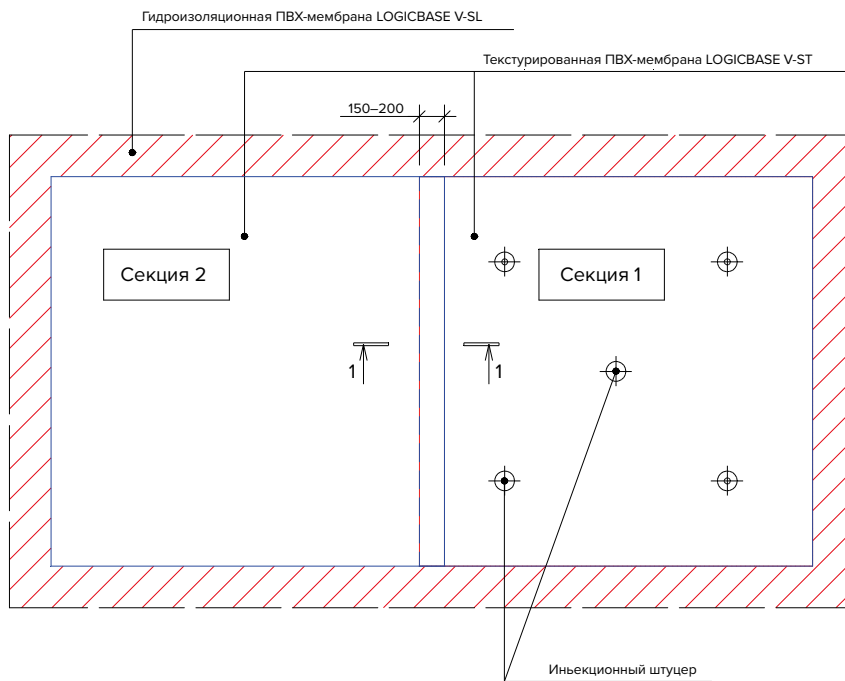 Гидроизоляционная ПВХ-мембрана LOGICBASE V-SL
Текстурированная ПВХ-мембрана LOGICBASE V-ST
150–200
Секция 2
Секция 1
1
1
Иньекционный штуцер